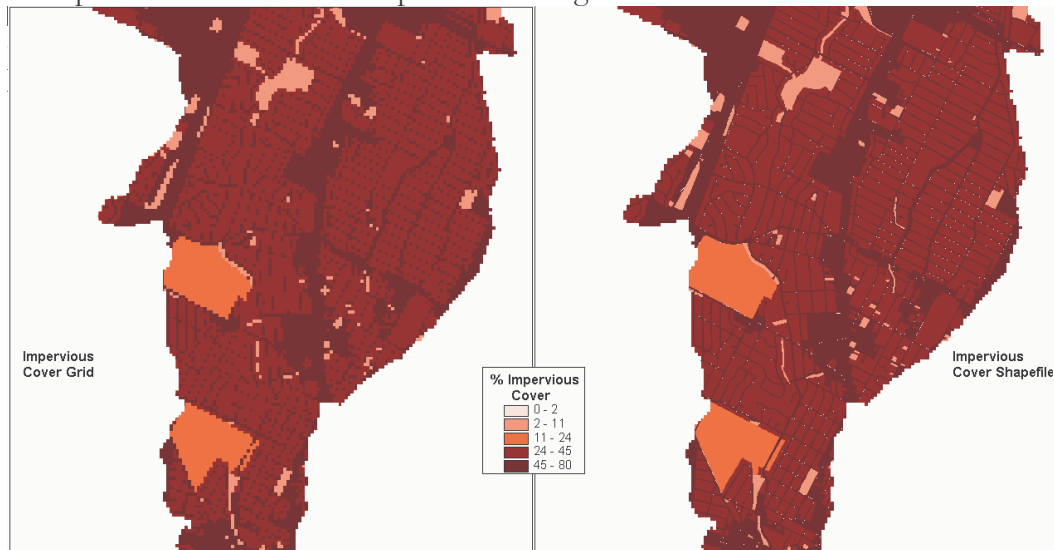 Impervious
Cover Grid
% Impervious
Cover
0 - 2
2 - 11
11 - 24
24 - 45
45 - 80
Impervious
Cover Shapefile